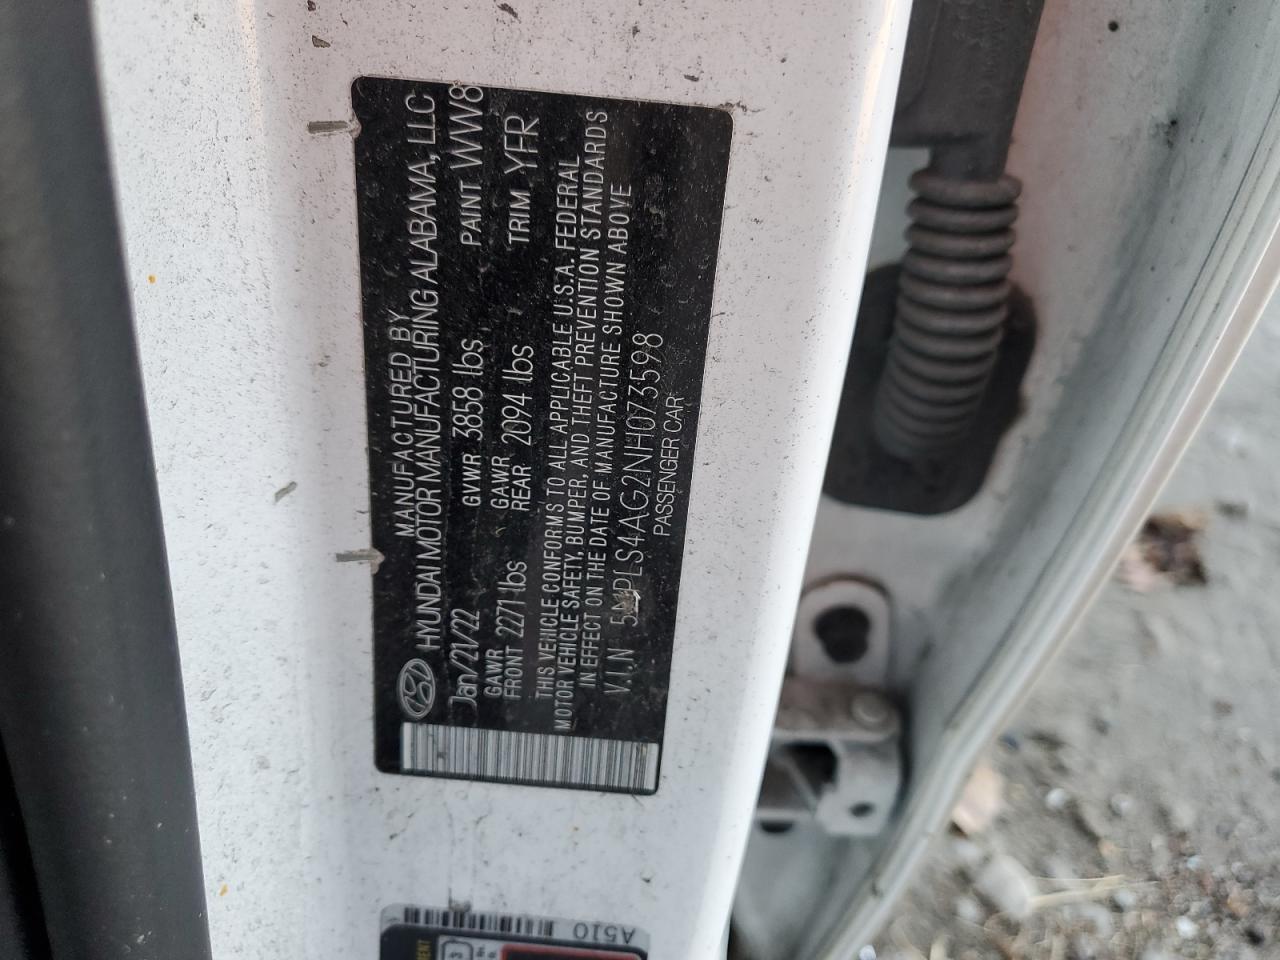 MANUFACTURED BY
HYUNDAI MOTOR MANUFACTURING ALABAMA, LLC
Jan/21/22 GVWR 3858 lbs PAINT WW8
GAWR FRONT 2271 lbs GAWR REAR 2094 lbs TRIM YFR
THIS VEHICLE CONFORMS TO ALL APPLICABLE U.S.A. FEDERAL
MOTOR VEHICLE SAFETY, BUMPER, AND THEFT PREVENTION STANDARDS
IN EFFECT ON THE DATE OF MANUFACTURE SHOWN ABOVE
V.I.N 5NPLS4AG2NH073598
PASSENGER CAR
A510